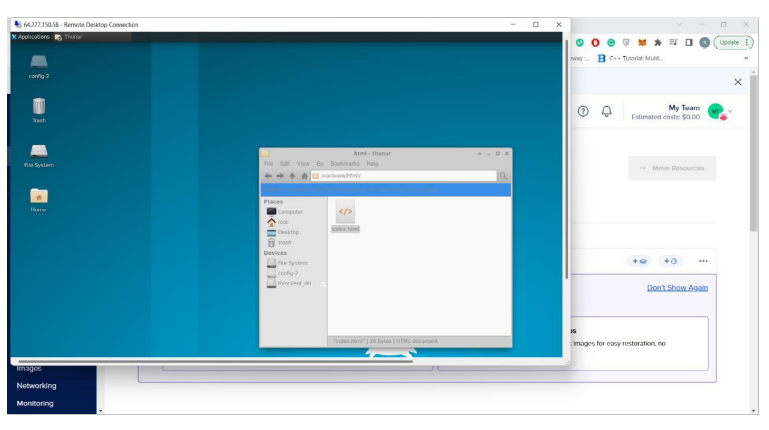 64.227.150.58 - Remote Desktop Connection
Applications : Thunar
config-2
Trash
File System
Home
html - Thunar
File Edit View Go Bookmarks Help
/var/www/html/
Places
Computer
root
Desktop
Trash
Devices
File System
config-2
thinclient_dri...
index.html
"index.html" | 26 bytes | HTML document
Update
C++ Tutorial: Multi...
My Team
Estimated costs: $0.00
MT
→ Move Resources
...
Don't Show Again
images for easy restoration, no
Images
Networking
Monitoring